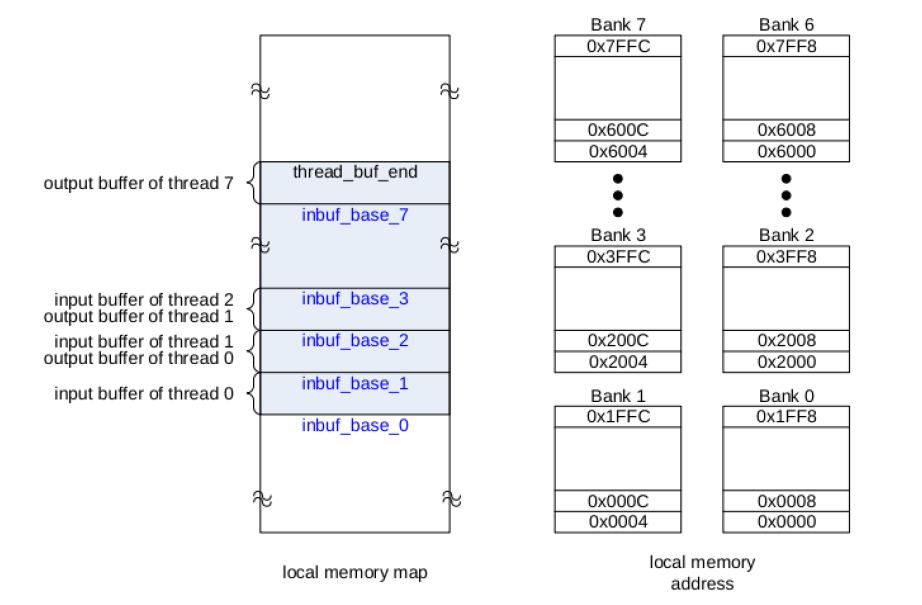 output buffer of thread 7
input buffer of thread 2
output buffer of thread 1
input buffer of thread 1
output buffer of thread 0
input buffer of thread 0
thread_buf_end
inbuf_base_7
inbuf_base_3
inbuf_base_2
inbuf_base_1
inbuf_base_0
local memory map
Bank 7
0x7FFC
0x600C
0x6004
Bank 6
0x7FF8
0x6008
0x6000
Bank 3
0x3FFC
0x200C
0x2004
Bank 2
0x3FF8
0x2008
0x2000
Bank 1
0x1FFC
0x000C
0x0004
Bank 0
0x1FF8
0x0008
0x0000
local memory
address